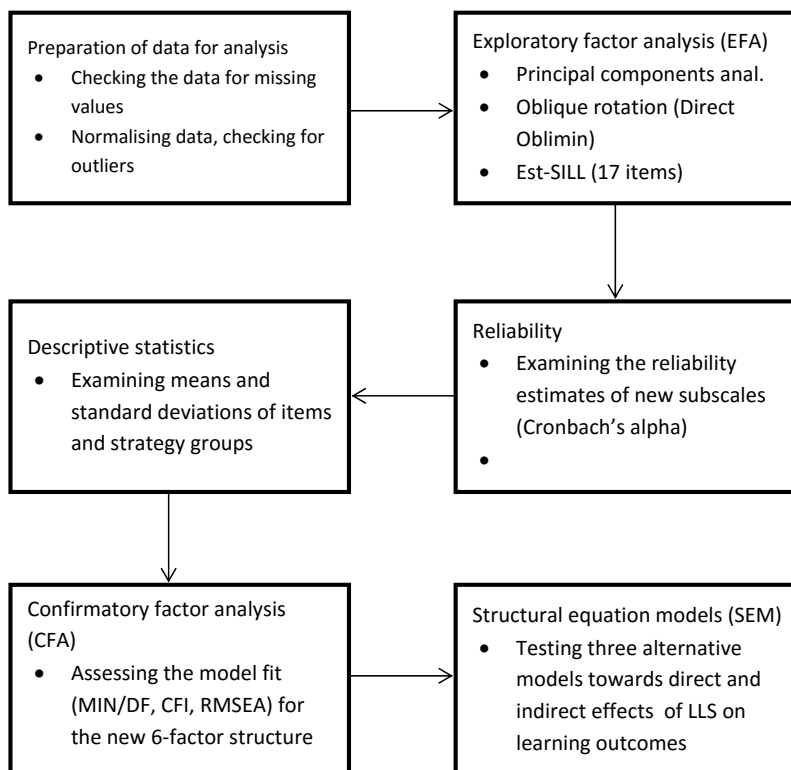 Preparation of data for analysis
• Checking the data for missing
values
• Normalising data, checking for
outliers
Exploratory factor analysis (EFA)
• Principal components anal.
• Oblique rotation (Direct
Oblimin)
• Est-SILL (17 items)
Reliability
• Examining the reliability
estimates of new subscales
(Cronbach's alpha)
•
Descriptive statistics
• Examining means and
standard deviations of items
and strategy groups
Confirmatory factor analysis
(CFA)
• Assessing the model fit
(MIN/DF, CFI, RMSEA) for
the new 6-factor structure
Structural equation models (SEM)
• Testing three alternative
models towards direct and
indirect effects of LLS on
learning outcomes